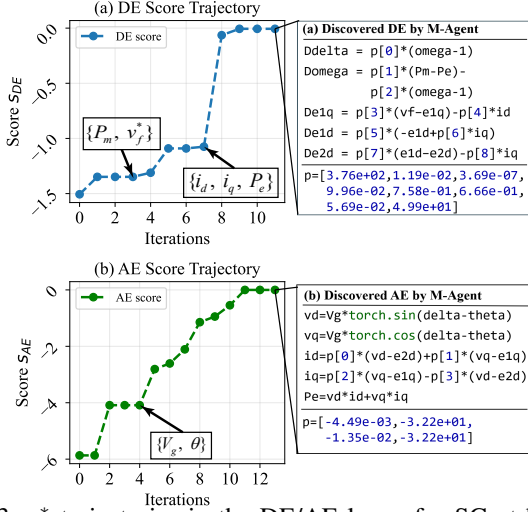 (a) DE Score Trajectory
0.0
−0.5
−1.0
−1.5
Score S_DE
DE score
{P_m, v_f^*}
{i_d, i_q, P_e}
0 2 4 6 8 10
Iterations
(a) Discovered DE by M-Agent
Ddelta = p[0]*(omega-1)
Domega = p[1]*(Pm-Pe)-
p[2]*(omega-1)
De1q = p[3]*(vf-e1q)-p[4]*id
De1d = p[5]*(-e1d+p[6]*iq)
De2d = p[7]*(e1d-e2d)-p[8]*iq
p=[3.76e+02,1.19e-02,3.69e-07,
9.96e-02,7.58e-01,6.66e-01,
5.69e-02,4.99e+01]
(b) AE Score Trajectory
0
−2
−4
−6
Score S_AE
AE score
{V_g, θ}
0 2 4 6 8 10 12
Iterations
(b) Discovered AE by M-Agent
vd=Vg*torch.sin(delta-theta)
vq=Vg*torch.cos(delta-theta)
id=p[0]*(vd-e2d)+p[1]*(vq-e1q)
iq=p[2]*(vq-e1q)-p[3]*(vd-e2d)
Pe=vd*id+vq*iq
p=[-4.49e-03,-3.22e+01,
-1.35e-02,-3.22e+01]